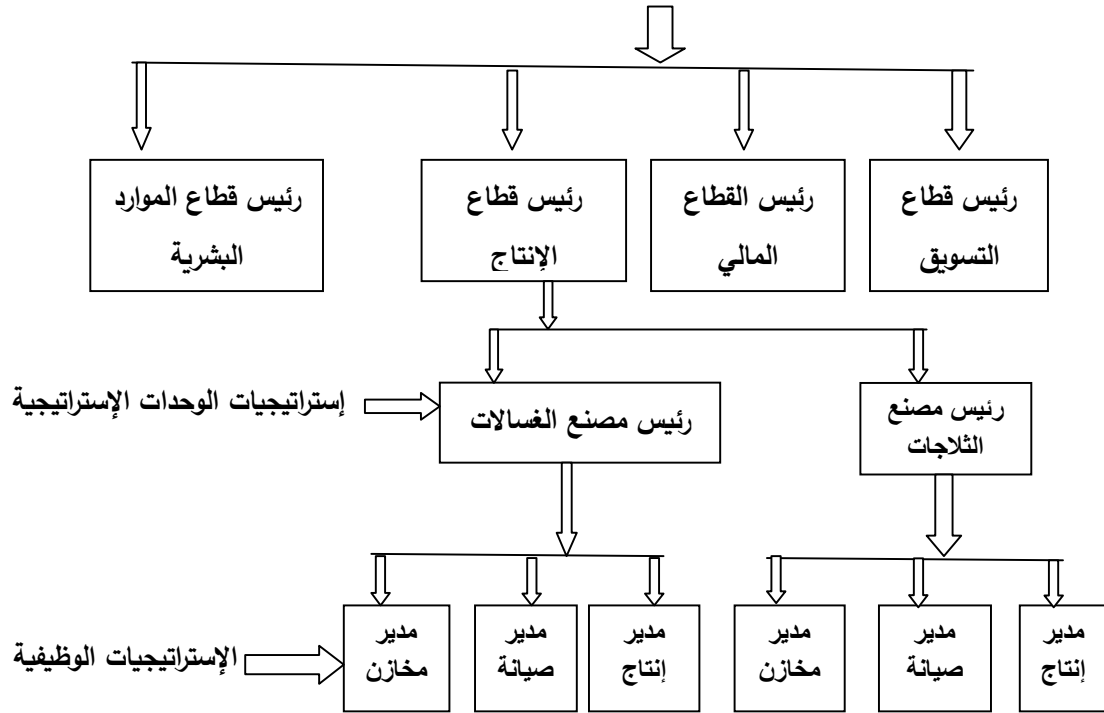 رئيس قطاع
التسويق
رئيس القطاع
المالي
رئيس قطاع
الإنتاج
رئيس قطاع الموارد
البشرية
رئيس مصنع
الثلاجات
رئيس مصنع الغسالات
إستراتيجيات الوحدات الإستراتيجية
مدير
إنتاج
مدير
صيانة
مدير
مخازن
مدير
إنتاج
مدير
صيانة
مدير
مخازن
الإستراتيجيات الوظيفية